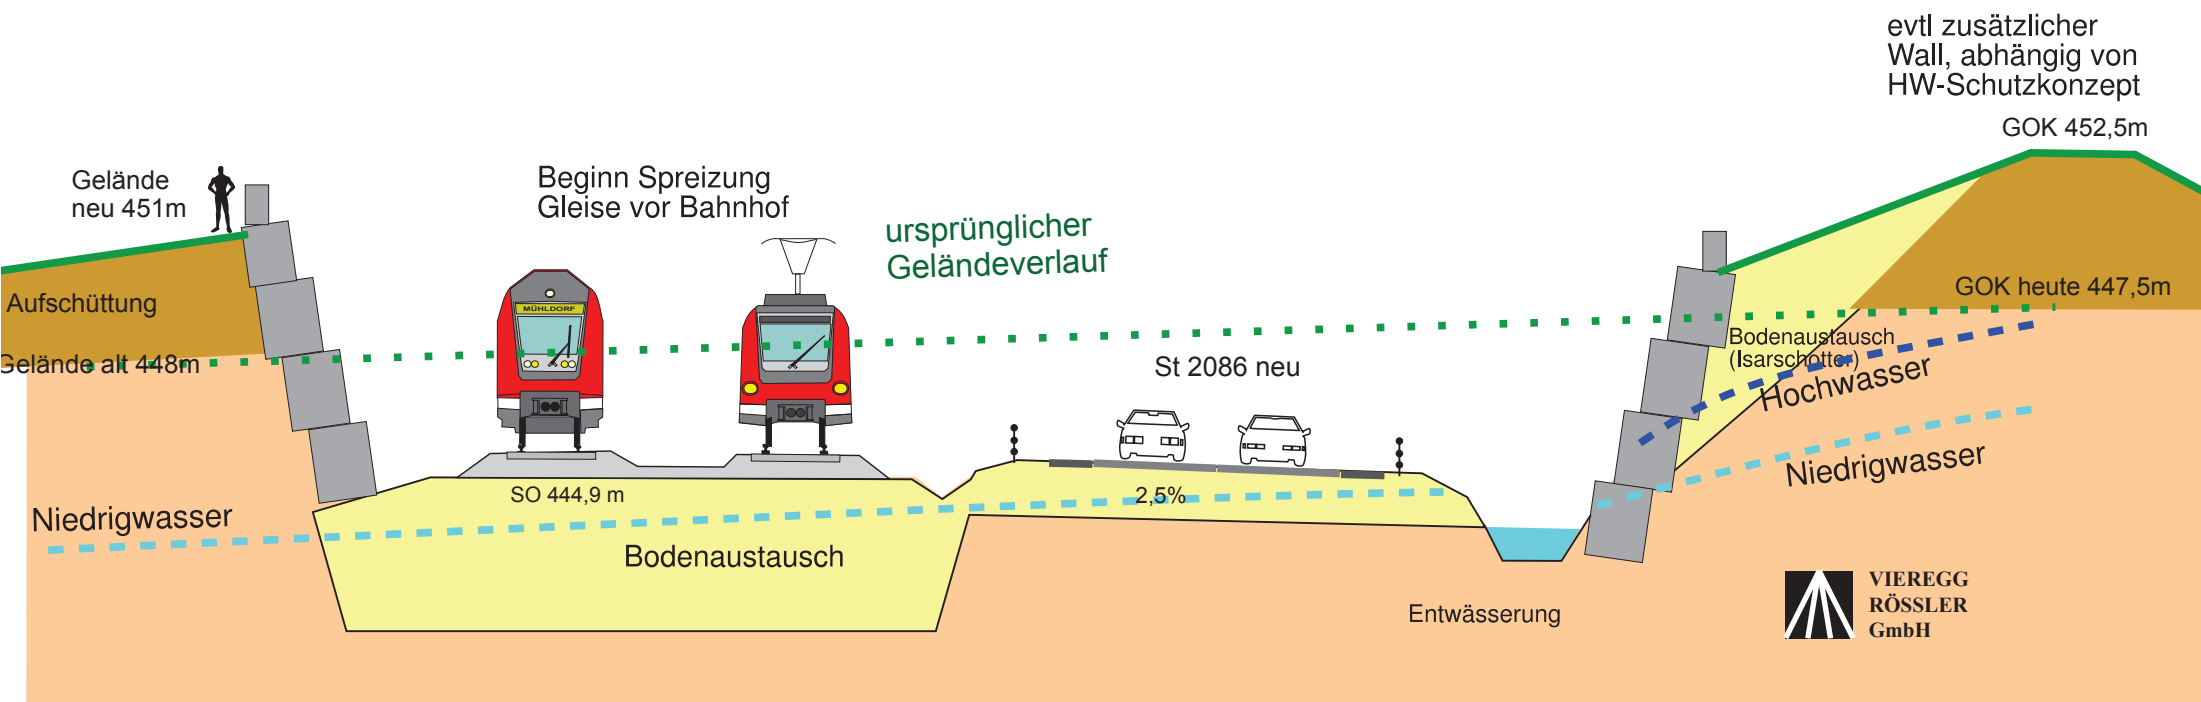 evtl zusätzlicher
Wall, abhängig von
HW-Schutzkonzept
GOK 452,5m
Gelände
neu 451m
Beginn Spreizung
Gleise vor Bahnhof
ursprünglicher
Geländeverlauf
Aufschüttung
GOK heute 447,5m
MÜHLDORF
Bodenaustausch
(Isarschotter)
Gelände alt 448m
St 2086 neu
Hochwasser
Niedrigwasser
SO 444,9 m
2,5%
Niedrigwasser
Bodenaustausch
Entwässerung
VIEREGG
RÖSSLER
GmbH